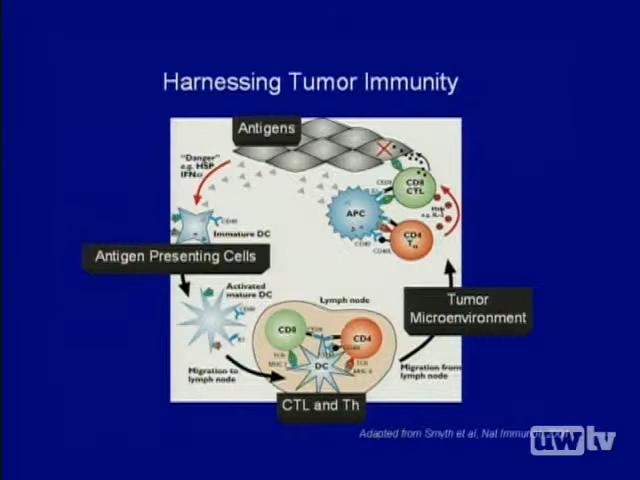 Harnessing Tumor Immunity
Antigens
"Danger"
e.g. HSP
IFNα
CD8
CTL
APC
CD4
Immature DC
Antigen Presenting Cells
Activated
mature DC
Lymph node
Tumor
Microenvironment
CD8
CD4
DC
Migration to
lymph node
Migration from
lymph node
CTL and Th
Adapted from Smyth et al, Nat Immunol
uwtv